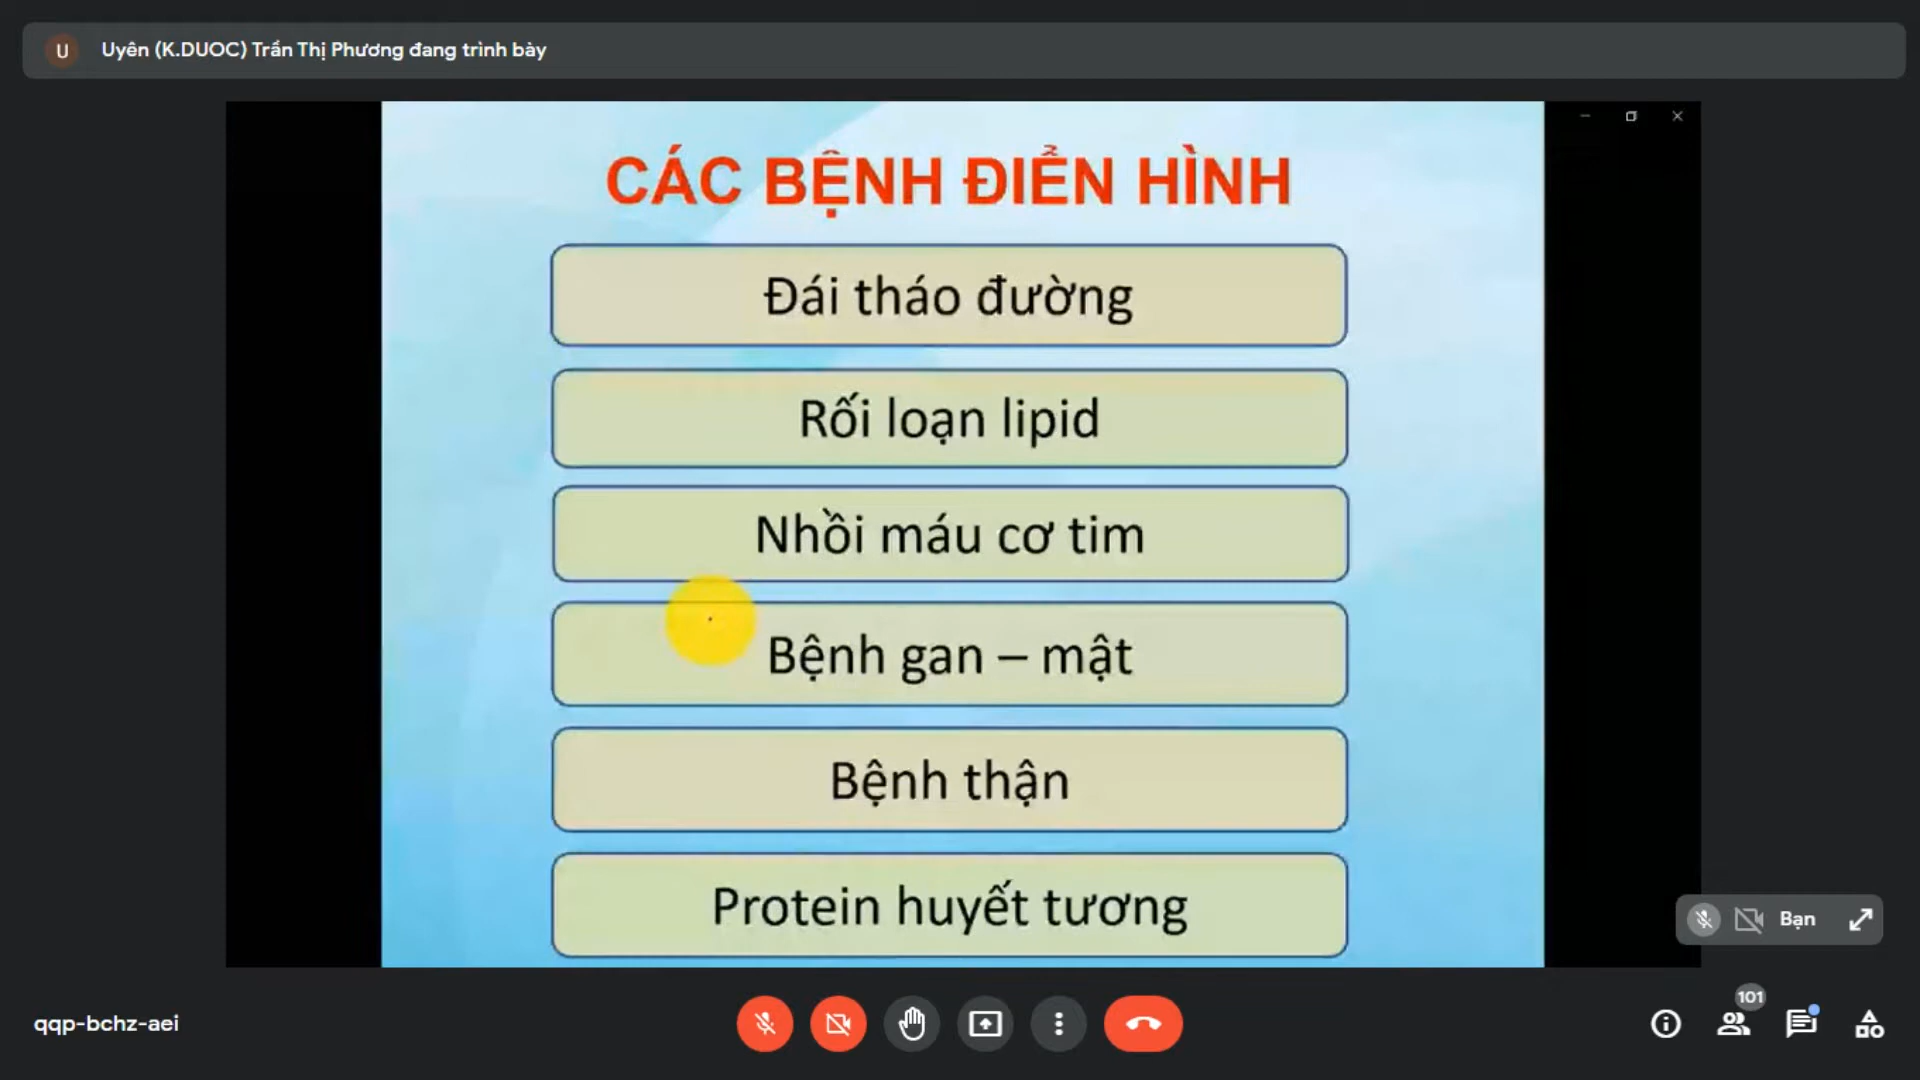 U
Uyên (K.DUOC) Trần Thị Phương đang trình bày
CÁC BỆNH ĐIỂN HÌNH
Đái tháo đường
Rối loạn lipid
Nhồi máu cơ tim
Bệnh gan – mật
Bệnh thận
Protein huyết tương
Bạn
qqp-bchz-aei
101